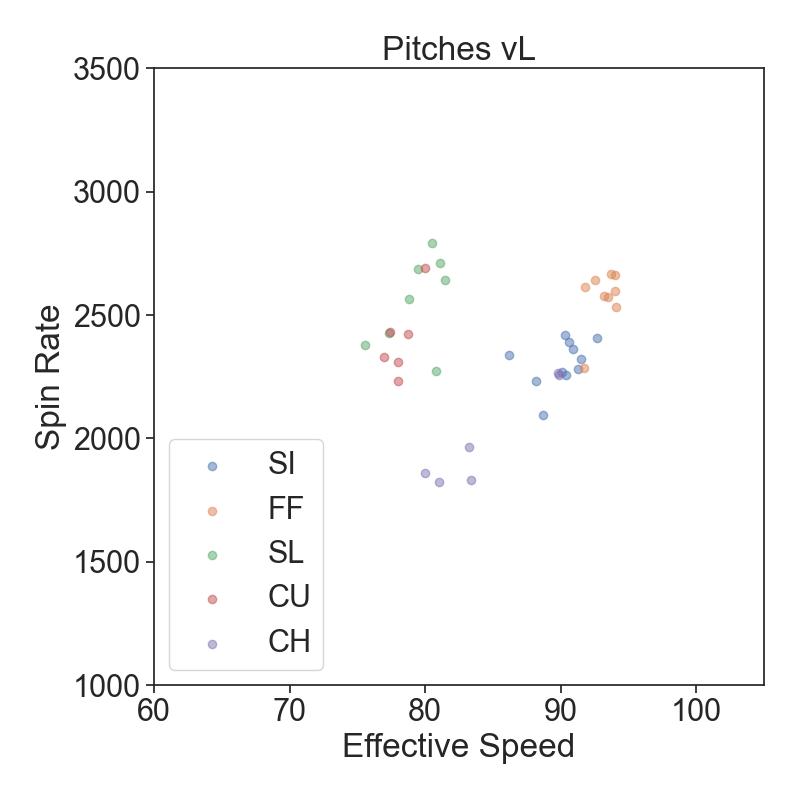 Pitches vL
3500
3000
2500
2000
1500
1000
Spin Rate
SI
FF
SL
CU
CH
60 70 80 90 100
Effective Speed